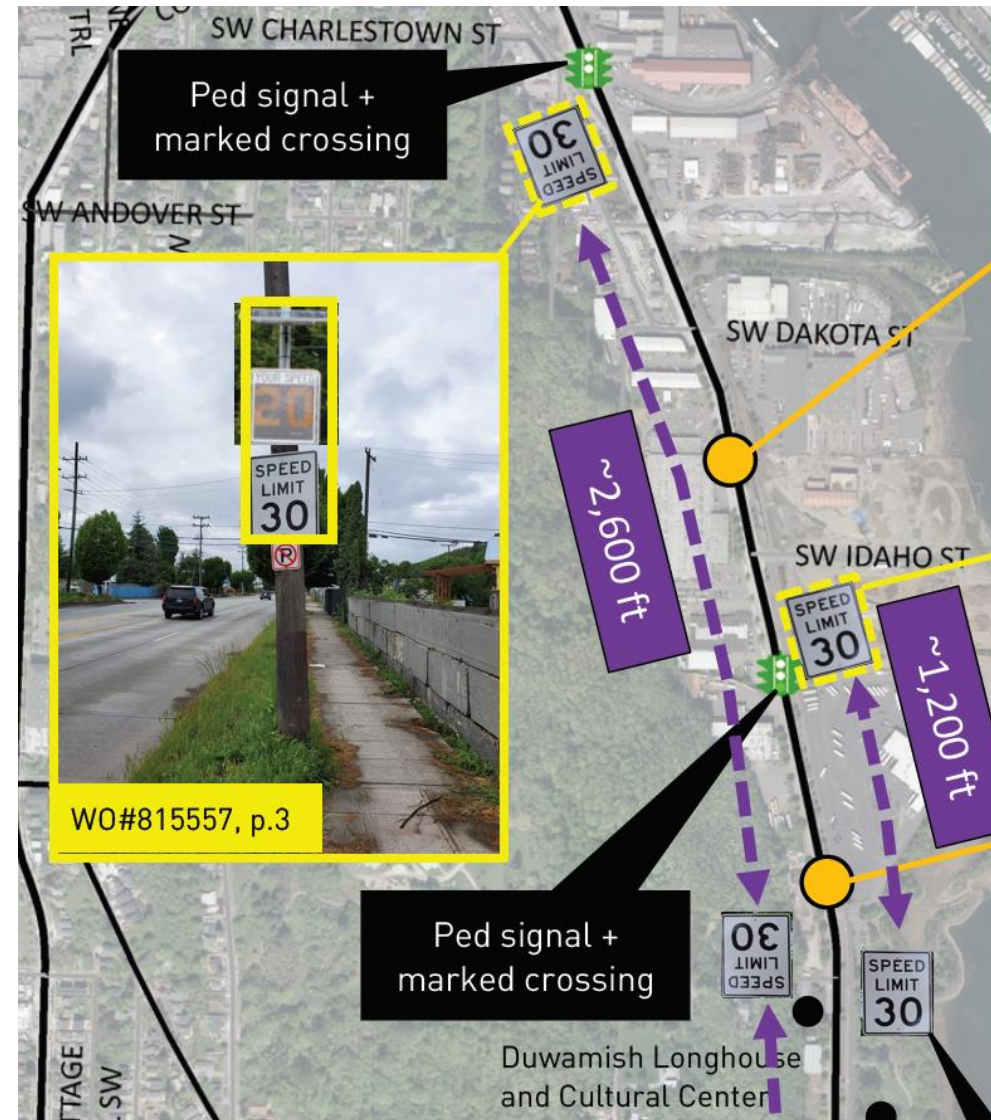 TRL
SW CHARLESTOWN ST
Ped signal +
marked crossing
SPEED
LIMIT
30
SW ANDOVER ST
YOUR SPEED
20
SPEED
LIMIT
30
P
WO#815557, p.3
SW DAKOTA ST
~2,600 ft
SW IDAHO ST
SPEED
LIMIT
30
~1,200 ft
Ped signal +
marked crossing
SPEED
LIMIT
30
SPEED
LIMIT
30
Duwamish Longhouse
and Cultural Center
SW